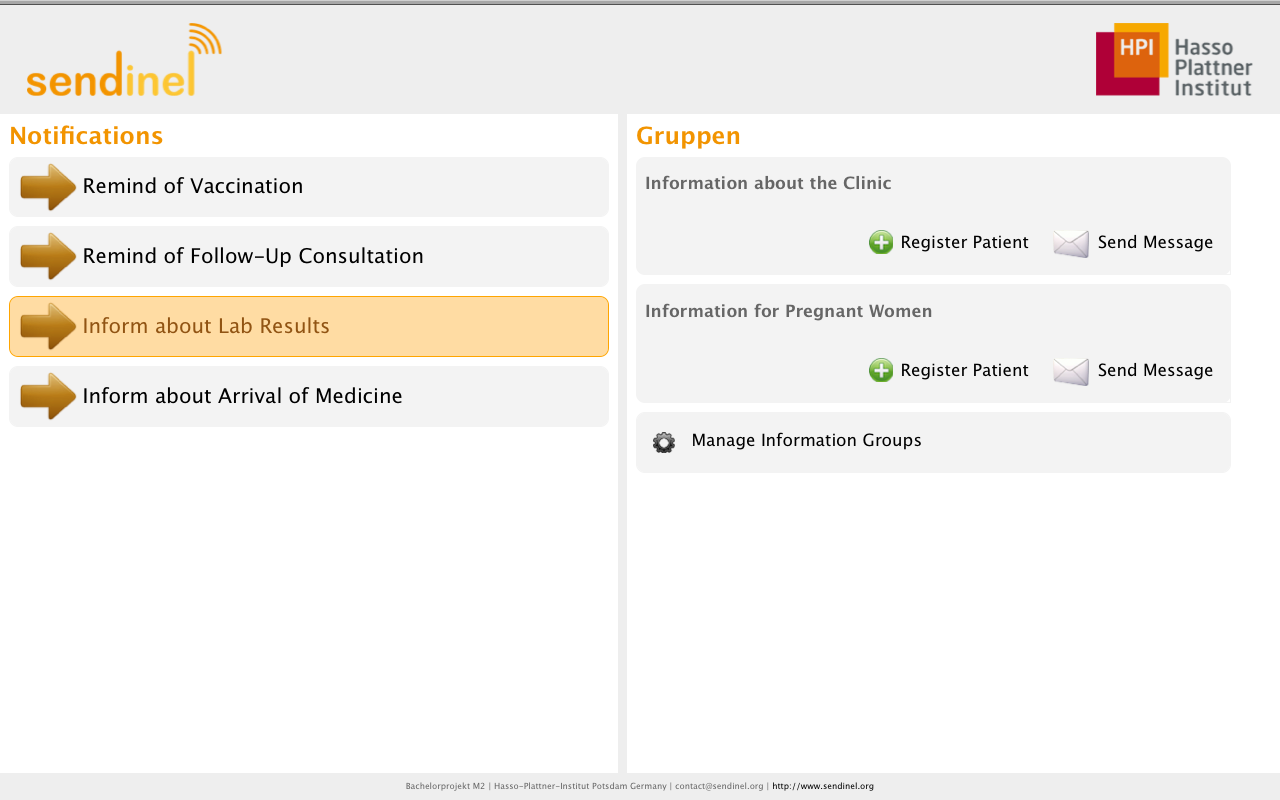 sendinel
HPI
Hasso
Plattner
Institut
Notifications
Remind of Vaccination
Remind of Follow-Up Consultation
Inform about Lab Results
Inform about Arrival of Medicine
Gruppen
Information about the Clinic
Register Patient Send Message
Information for Pregnant Women
Register Patient Send Message
Manage Information Groups
Bachelorprojekt M2 | Hasso-Plattner-Institut Potsdam Germany | contact@sendinel.org | http://www.sendinel.org